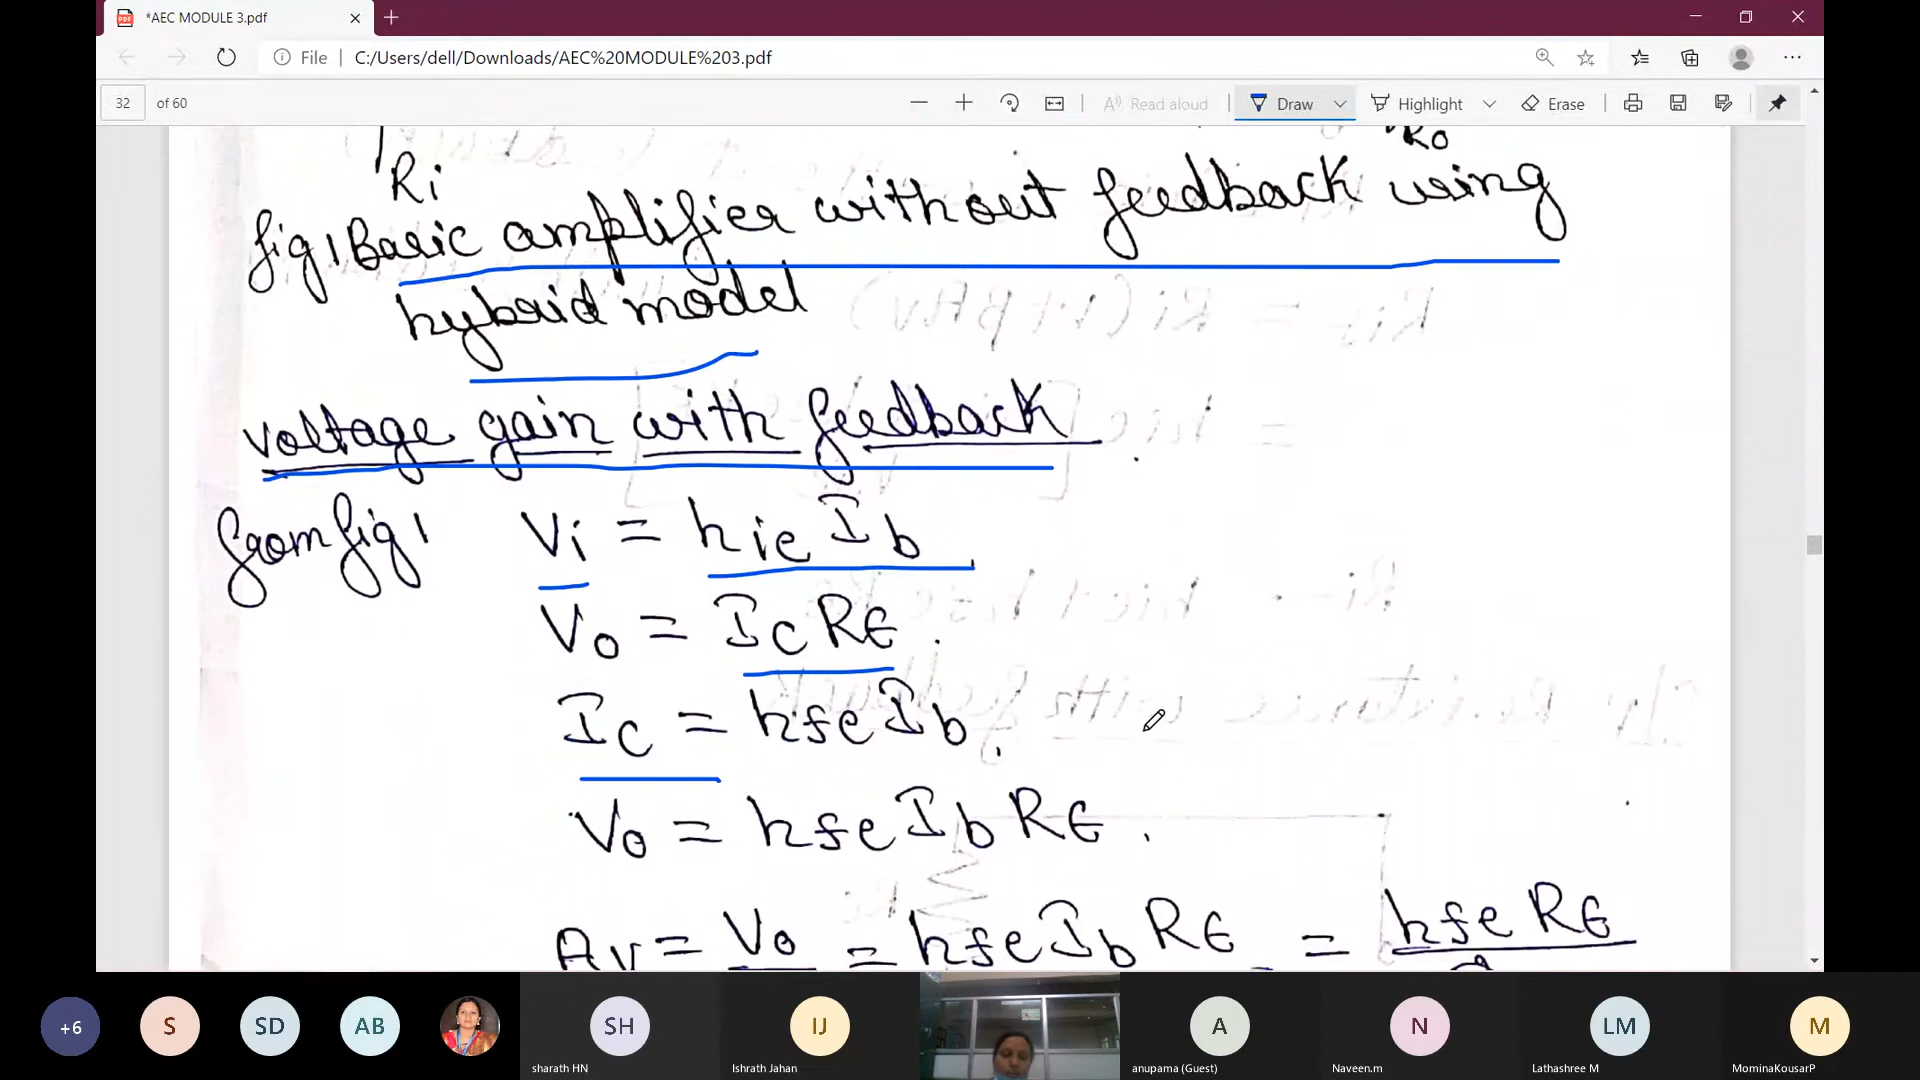 *AEC MODULE 3.pdf
File C:/Users/dell/Downloads/AEC%20MODULE%203.pdf
32 of 60 Read aloud Draw Highlight Erase
Ri Ro
fig1 Basic amplifier without feedback using
hybrid model
voltage gain with feedback
from fig 1 Vi = hie Ib
Vo = Ic RE
Ic = hfe Ib.
Vo = hfe Ib RE.
Av = Vo = hfe Ib RE = hfe RE
+6 S SD AB SH IJ A N LM M
sharath HN Ishrath Jahan anupama (Guest) Naveen.m Lathashree M MominaKousarP